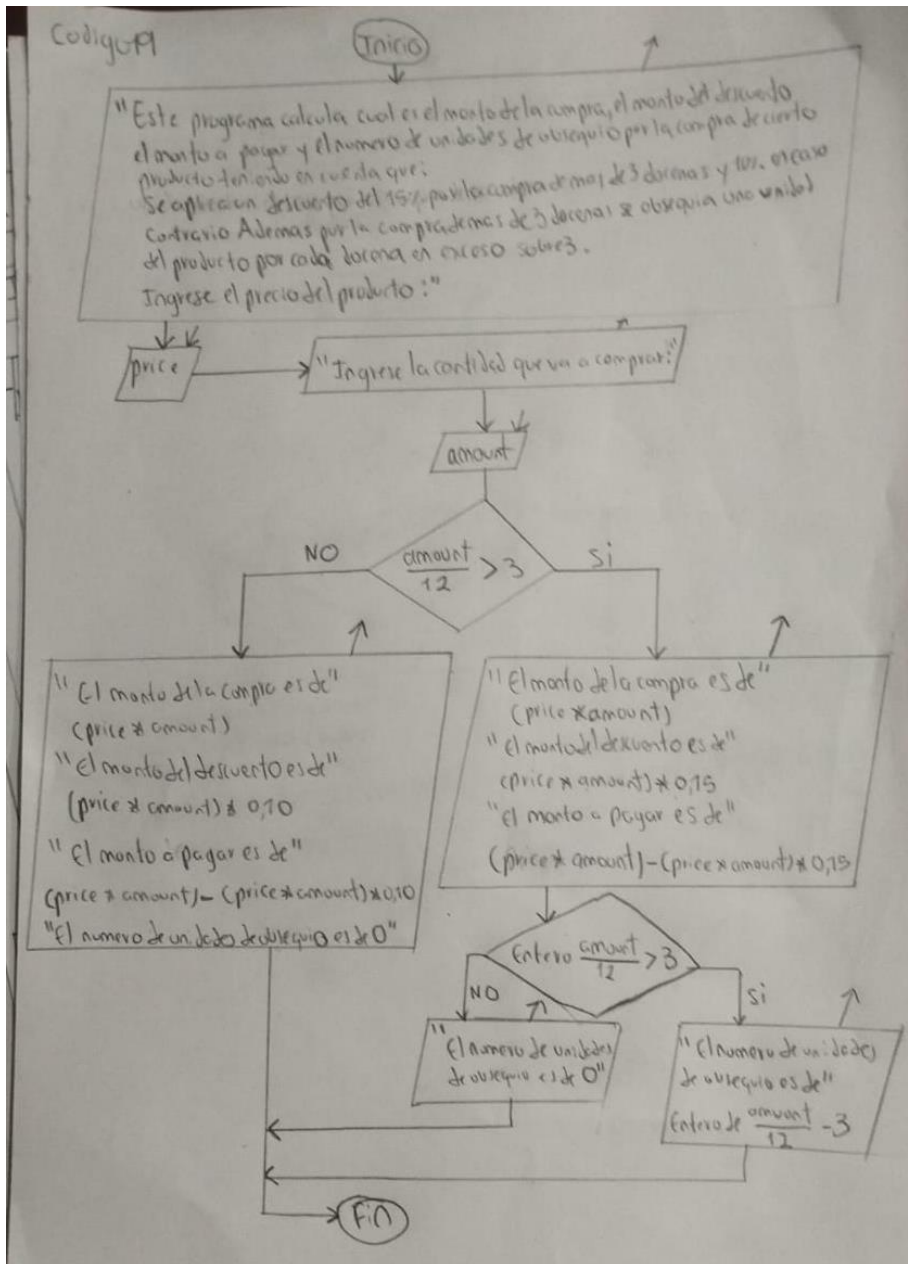 Codigo 19
Inicio
"Este programa calcula cual es el monto de la compra, el monto del descuento,
el monto a pagar y el numero de unidades de obsequio por la compra de cierto
producto teniendo en cuenta que:
Se aplica un descuento del 15% por la compra de mas de 3 docenas y 10% en caso
Contrario Ademas por la compra de mas de 3 docenas se obsequia una unidad
del producto por cada docena en exceso sobre 3.
Ingrese el precio del producto:"
price
"Ingrese la cantidad que va a comprar:"
amount
NO
amount
12
> 3
Si
"El monto de la compra es de"
(price * amount)
"El monto del descuento es de"
(price * amount) * 0,10
"El monto a pagar es de"
(price * amount) - (price * amount) * 0,10
"El numero de unidades de obsequio es de 0"
"El monto de la compra es de"
(price * amount)
"El monto del descuento es de"
(price * amount) * 0,15
"El monto a pagar es de"
(price * amount) - (price * amount) * 0,15
Entero amount
12
> 3
NO
Si
"El numero de unidades
de obsequio es de 0"
"El numero de unidades
de obsequio es de"
Entero de amount
12
- 3
Fin